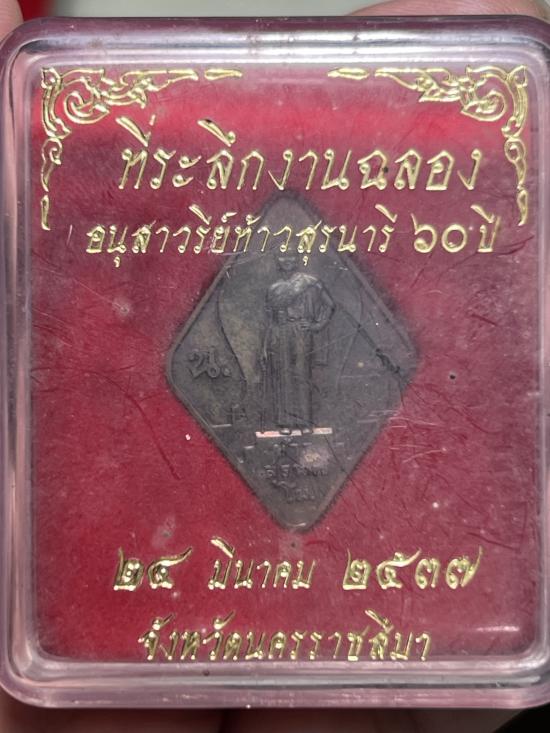 ที่ระลึกงานฉลอง
อนุสาวรีย์ท้าวสุรนารี ๖๐ ปี
น.
๒๔ มีนาคม ๒๕๓๗
จังหวัดนครราชสีมา